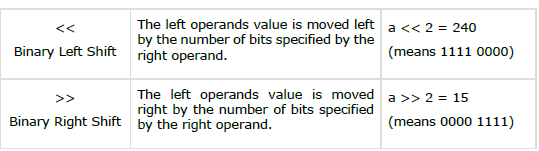 <<
Binary Left Shift
The left operands value is moved left
by the number of bits specified by the
right operand.
a << 2 = 240
(means 1111 0000)
>>
Binary Right Shift
The left operands value is moved
right by the number of bits specified
by the right operand.
a >> 2 = 15
(means 0000 1111)